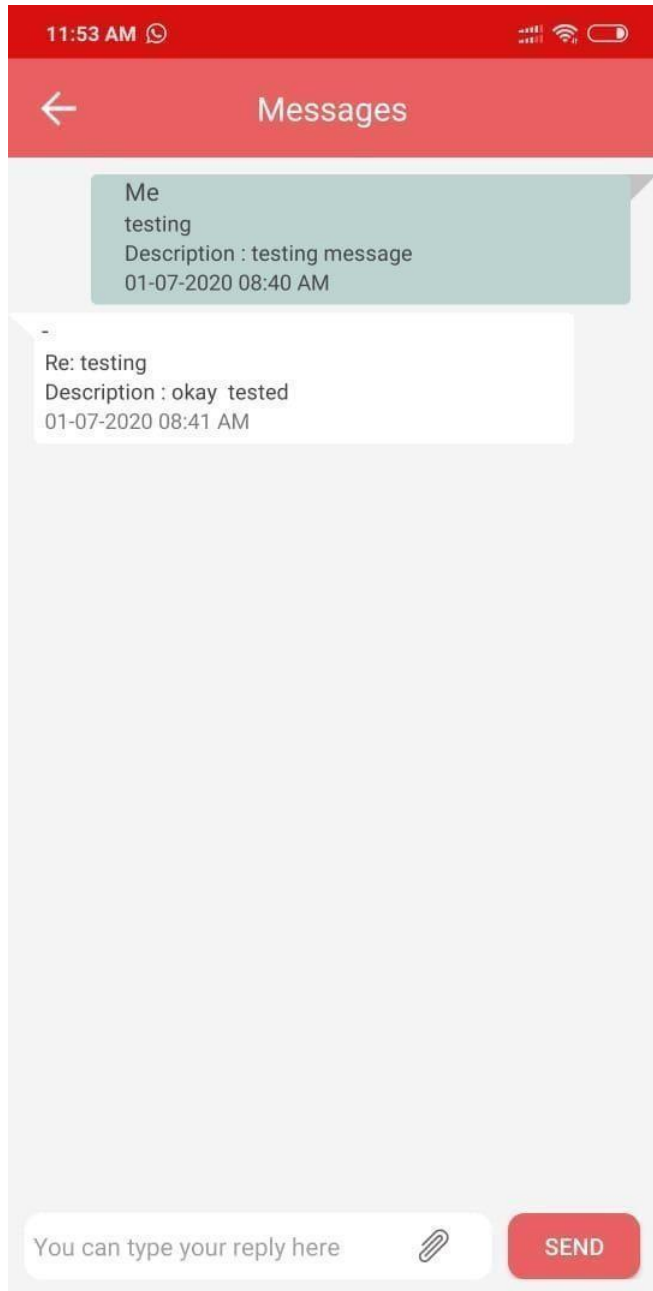 11:53 AM
Messages
Me
testing
Description : testing message
01-07-2020 08:40 AM
-
Re: testing
Description : okay  tested
01-07-2020 08:41 AM
You can type your reply here
SEND